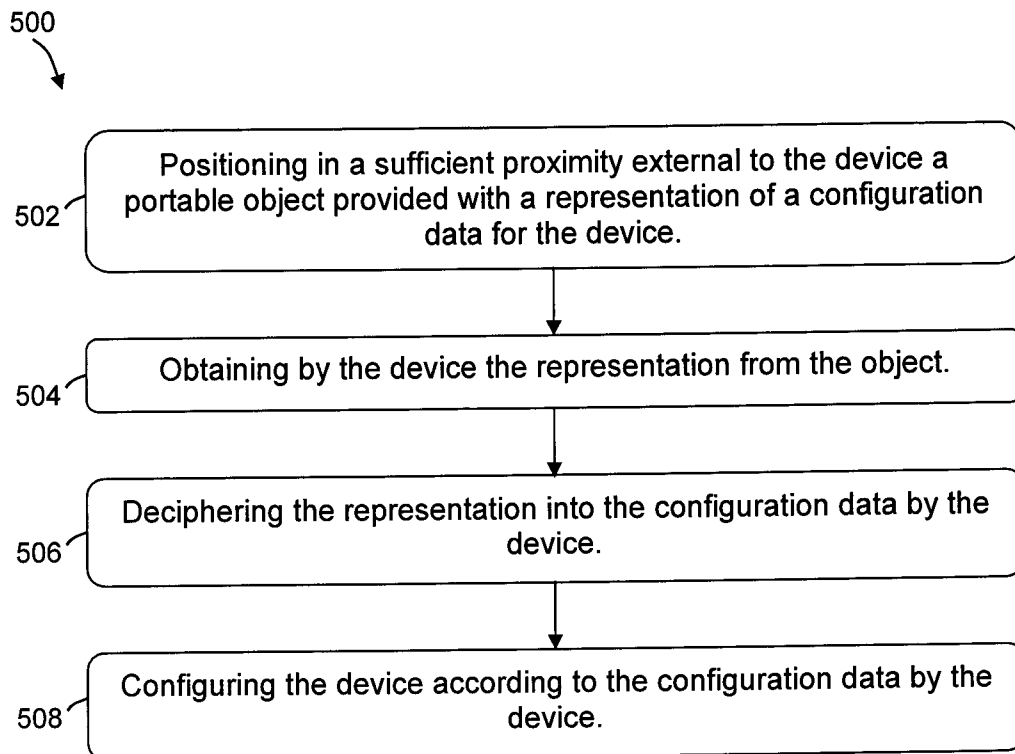 500
Positioning in a sufficient proximity external to the device a
portable object provided with a representation of a configuration
data for the device.
502
Obtaining by the device the representation from the object.
504
Deciphering the representation into the configuration data by the
device.
506
Configuring the device according to the configuration data by the
device.
508